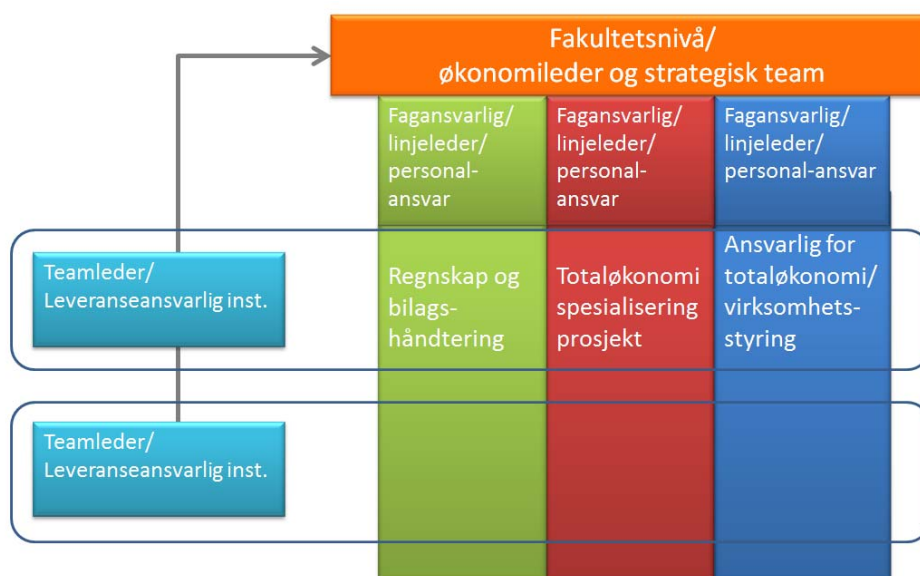 Fakultetsnivå/
økonomileder og strategisk team
Fagansvarlig/
linjeleder/
personal-
ansvar
Fagansvarlig/
linjeleder/
personal-
ansvar
Fagansvarlig/
linjeleder/
personal-ansvar
Teamleder/
Leveranseansvarlig inst.
Regnskap og
bilags-
håndtering
Totaløkonomi
spesialisering
prosjekt
Ansvarlig for
totaløkonomi/
virksomhets-
styring
Teamleder/
Leveranseansvarlig inst.